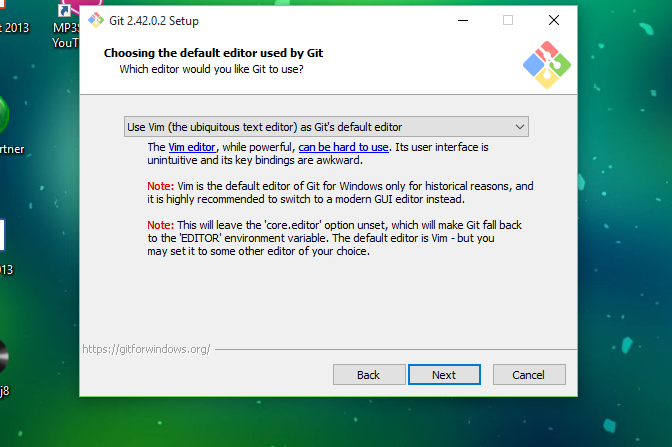 t 2013
MP3S
YouT
Git 2.42.0.2 Setup
Choosing the default editor used by Git
Which editor would you like Git to use?
Use Vim (the ubiquitous text editor) as Git's default editor
The Vim editor, while powerful, can be hard to use. Its user interface is
unintuitive and its key bindings are awkward.
Note: Vim is the default editor of Git for Windows only for historical reasons, and
it is highly recommended to switch to a modern GUI editor instead.
Note: This will leave the 'core.editor' option unset, which will make Git fall back
to the 'EDITOR' environment variable. The default editor is Vim - but you
may set it to some other editor of your choice.
rtner
013
j8
https://gitforwindows.org/
Back
Next
Cancel